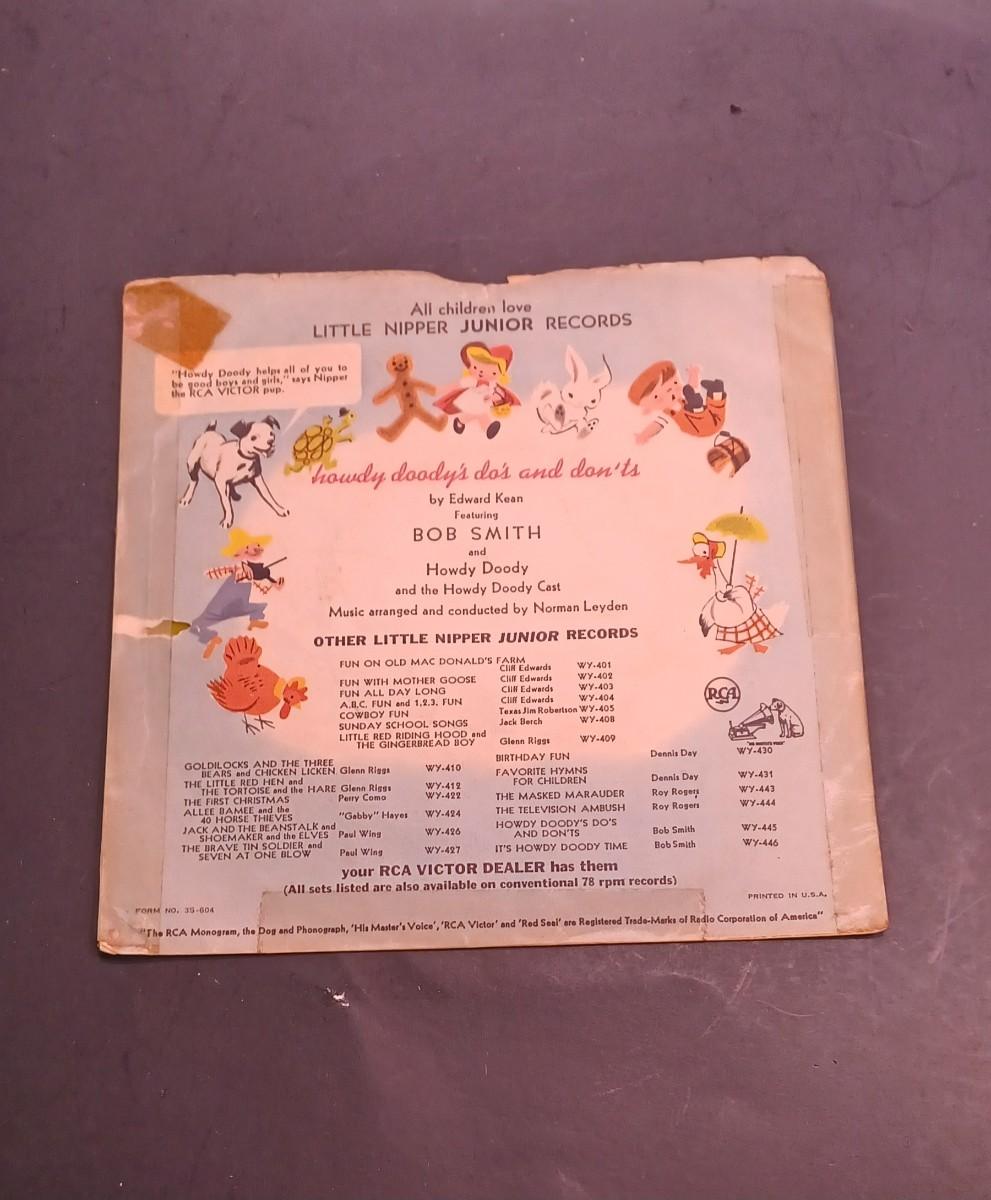 All children love
LITTLE NIPPER JUNIOR RECORDS
"Howdy Doody helps all of you to
be good boys and girls," says Nipper
the RCA VICTOR pup.
howdy doody's do's and don'ts
by Edward Kean
Featuring
BOB SMITH
and
Howdy Doody
and the Howdy Doody Cast
Music arranged and conducted by Norman Leyden
OTHER LITTLE NIPPER JUNIOR RECORDS
FUN ON OLD MAC DONALD'S FARM
Cliff Edwards WY-401
FUN WITH MOTHER GOOSE Cliff Edwards WY-402
FUN ALL DAY LONG Cliff Edwards WY-403
A,B,C, FUN and 1,2,3, FUN Cliff Edwards WY-404
COWBOY FUN Texas Jim Robertson WY-405
SUNDAY SCHOOL SONGS Jack Berch WY-408
LITTLE RED RIDING HOOD and
THE GINGERBREAD BOY Glenn Riggs WY-409
GOLDILOCKS AND THE THREE
BEARS and CHICKEN LICKEN Glenn Riggs WY-410
THE LITTLE RED HEN and
THE TORTOISE and the HARE Glenn Riggs WY-412
THE FIRST CHRISTMAS Perry Como WY-422
ALLEE BAMEE and the
40 HORSE THIEVES "Gabby" Hayes WY-424
JACK AND THE BEANSTALK and
SHOEMAKER and the ELVES Paul Wing WY-426
THE BRAVE TIN SOLDIER and
SEVEN AT ONE BLOW Paul Wing WY-427
BIRTHDAY FUN Dennis Day WY-430
FAVORITE HYMNS
FOR CHILDREN Dennis Day WY-431
THE MASKED MARAUDER Roy Rogers WY-443
THE TELEVISION AMBUSH Roy Rogers WY-444
HOWDY DOODY'S DO'S
AND DON'TS Bob Smith WY-445
IT'S HOWDY DOODY TIME Bob Smith WY-446
RCA
"HIS MASTER'S VOICE"
your RCA VICTOR DEALER has them
(All sets listed are also available on conventional 78 rpm records)
FORM NO. 3S-604
PRINTED IN U.S.A.
"The RCA Monogram, the Dog and Phonograph, 'His Master's Voice', 'RCA Victor' and 'Red Seal' are Registered Trade-Marks of Radio Corporation of America"